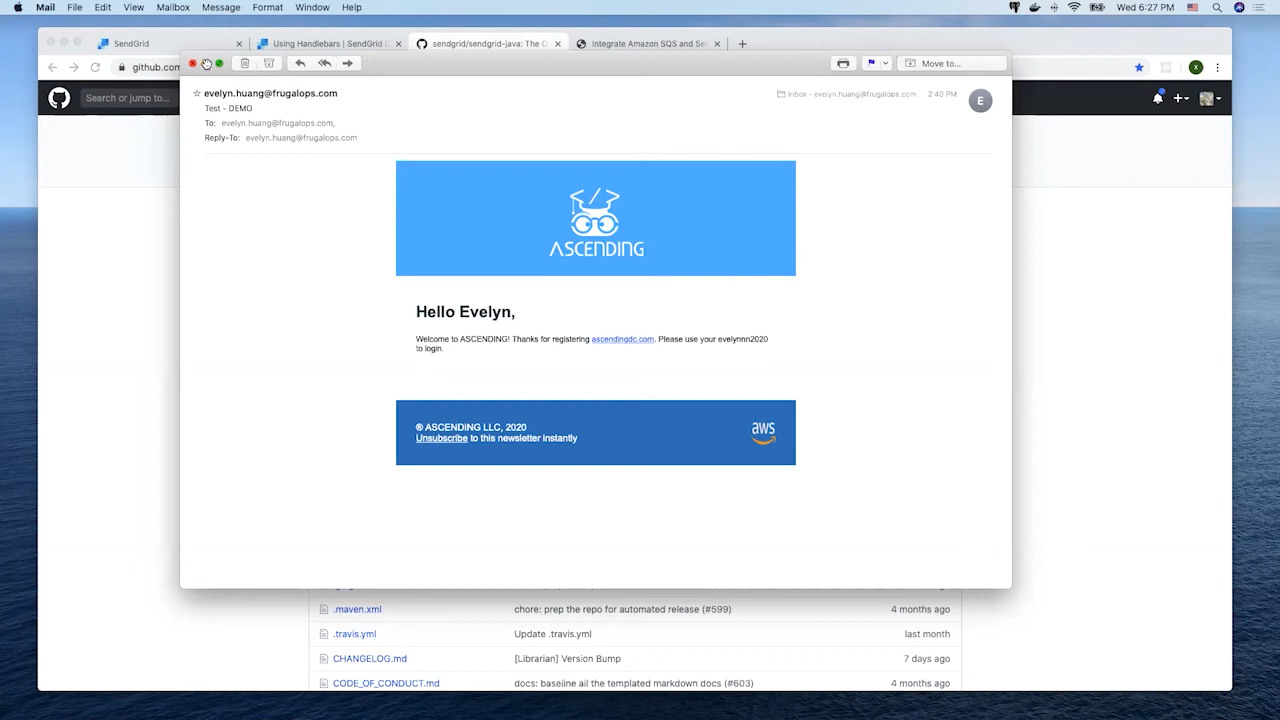 Mail File Edit View Mailbox Message Format Window Help
Wed 6:27 PM
SendGrid
Using Handlebars | SendGrid D
sendgrid/sendgrid-java: The O
Integrate Amazon SQS and Se
github.com
Search or jump to...
Move to...
evelyn.huang@frugalops.com
Inbox - evelyn.huang@frugalops.com 2:40 PM
E
X
Test - DEMO
To: evelyn.huang@frugalops.com,
Reply-To: evelyn.huang@frugalops.com
ASCENDING
Hello Evelyn,
Welcome to ASCENDING! Thanks for registering ascendingdc.com. Please use your evelynnn2020
to login.
® ASCENDING LLC, 2020
Unsubscribe to this newsletter instantly
aws
.maven.xml chore: prep the repo for automated release (#599) 4 months ago
.travis.yml Update .travis.yml last month
CHANGELOG.md [Librarian] Version Bump 7 days ago
CODE_OF_CONDUCT.md docs: baseline all the templated markdown docs (#603) 4 months ago